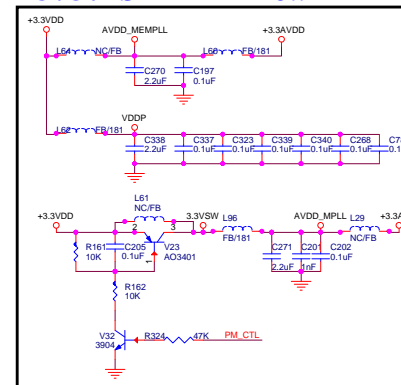 +3.3VDD
AVDD_MEMPLL
+3.3AVDD
L64
NC/FB
L66
FB/181
C270
2.2uF
C197
0.1uF
VDDP
L62
FB/181
C338
2.2uF
C337
0.1uF
C323
0.1uF
C339
0.1uF
C340
0.1uF
C268
0.1uF
0.1uF
L61
NC/FB
+3.3VDD
2
3
3.3VSW
L96
AVDD_MPLL
L29
R161
10K
C205
0.1uF
1
V23
AO3401
FB/181
NC/FB
C271
2.2uF
C201
1nF
C202
0.1uF
R162
10K
V32
3904
R324
47K
PM_CTL